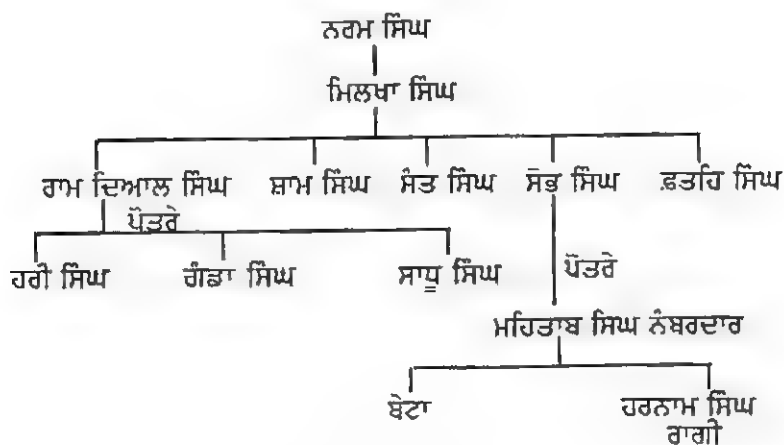 ਨਰਮ ਸਿੰਘ
ਮਿਲਖਾ ਸਿੰਘ
ਰਾਮ ਦਿਆਲ ਸਿੰਘ ਸ਼ਾਮ ਸਿੰਘ ਸੰਤ ਸਿੰਘ ਸੋਭ ਸਿੰਘ ਫ਼ਤਹਿ ਸਿੰਘ
ਪੋਤਰੇ
ਹਰੀ ਸਿੰਘ ਗੰਡਾ ਸਿੰਘ ਸਾਧੂ ਸਿੰਘ ਪੋਤਰੇ
ਮਹਿਤਾਬ ਸਿੰਘ ਨੰਬਰਦਾਰ
ਬੇਟਾ ਹਰਨਾਮ ਸਿੰਘ
ਰਾਗੀ